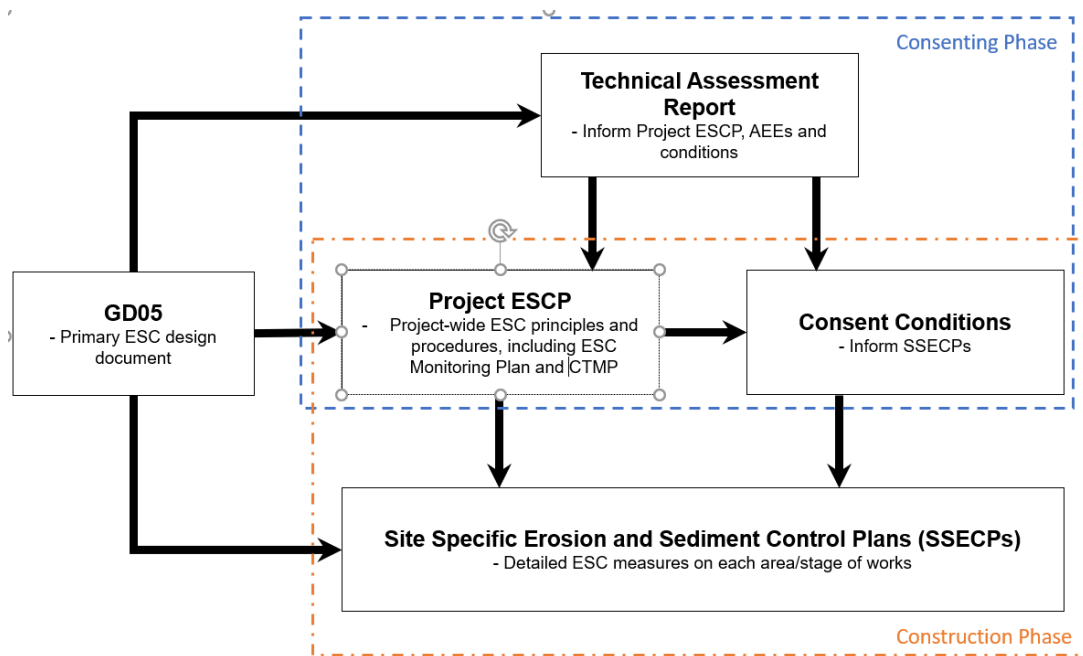 Consenting Phase
Technical Assessment
Report
- Inform Project ESCP, AEEs and
conditions
GD05
- Primary ESC design
document
Project ESCP
- Project-wide ESC principles and
procedures, including ESC
Monitoring Plan and CTMP
Consent Conditions
- Inform SSECPs
Site Specific Erosion and Sediment Control Plans (SSECPs)
- Detailed ESC measures on each area/stage of works
Construction Phase